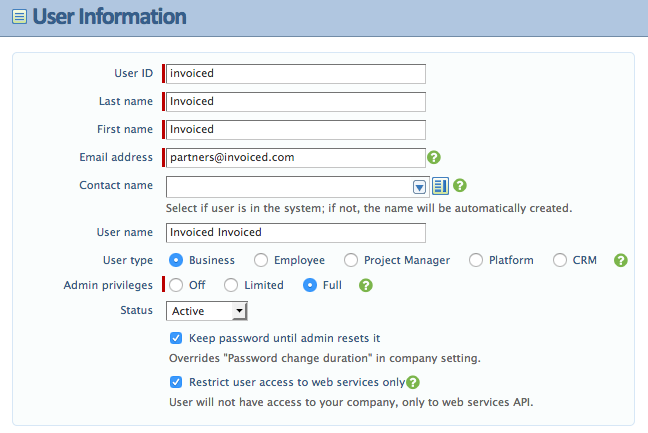 User Information
User ID invoiced
Last name Invoiced
First name Invoiced
Email address partners@invoiced.com ?
Contact name ?
Select if user is in the system; if not, the name will be automatically created.
User name Invoiced Invoiced
User type Business Employee Project Manager Platform CRM ?
Admin privileges Off Limited Full ?
Status Active
Keep password until admin resets it
Overrides "Password change duration" in company setting.
Restrict user access to web services only ?
User will not have access to your company, only to web services API.